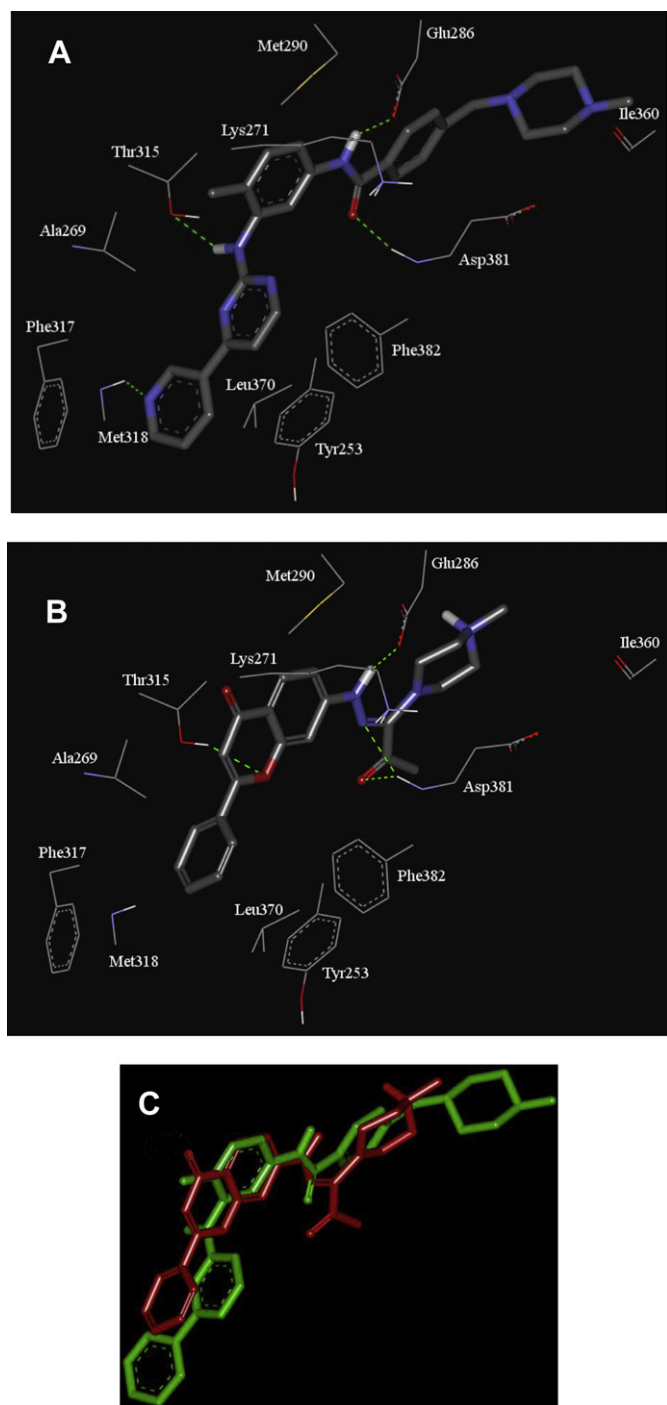 A
Met290
Glu286
Ile360
Lys271
Thr315
Ala269
Asp381
Phe317
Phe382
Leu370
Met318
Tyr253
B
Met290
Glu286
Ile360
Lys271
Thr315
Ala269
Asp381
Phe317
Phe382
Leu370
Met318
Tyr253
C